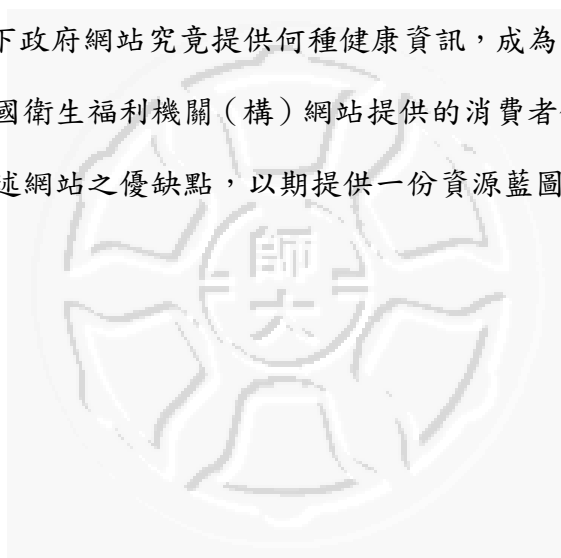 下政府網站究竟提供何種健康資訊，成為
國衛生福利機關（構）網站提供的消費者
述網站之優缺點，以期提供一份資源藍圖
師
大